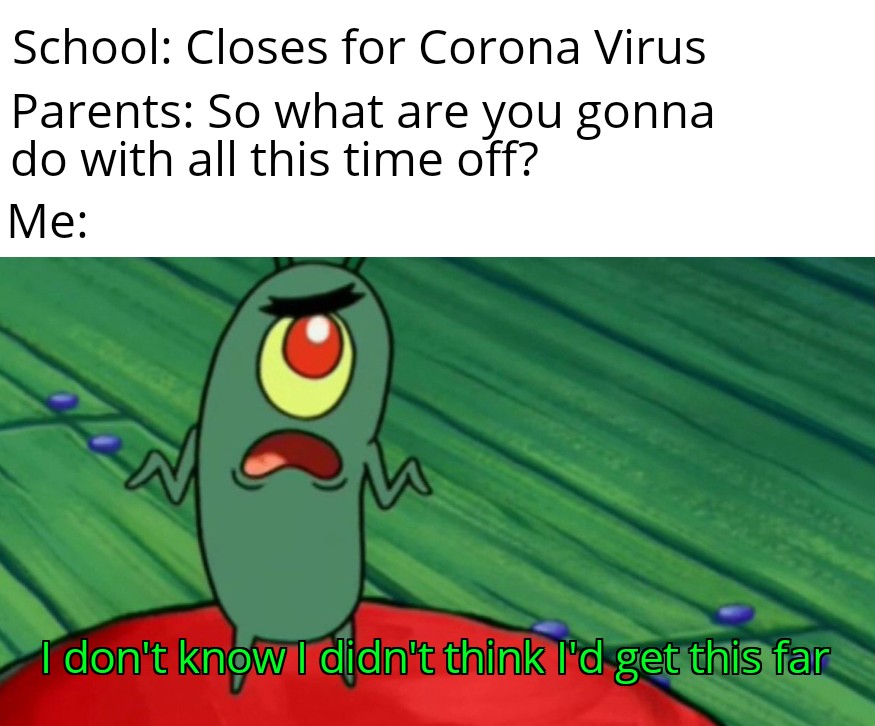 School: Closes for Corona Virus
Parents: So what are you gonna
do with all this time off?
Me:
I don't know I didn't think I'd get this far